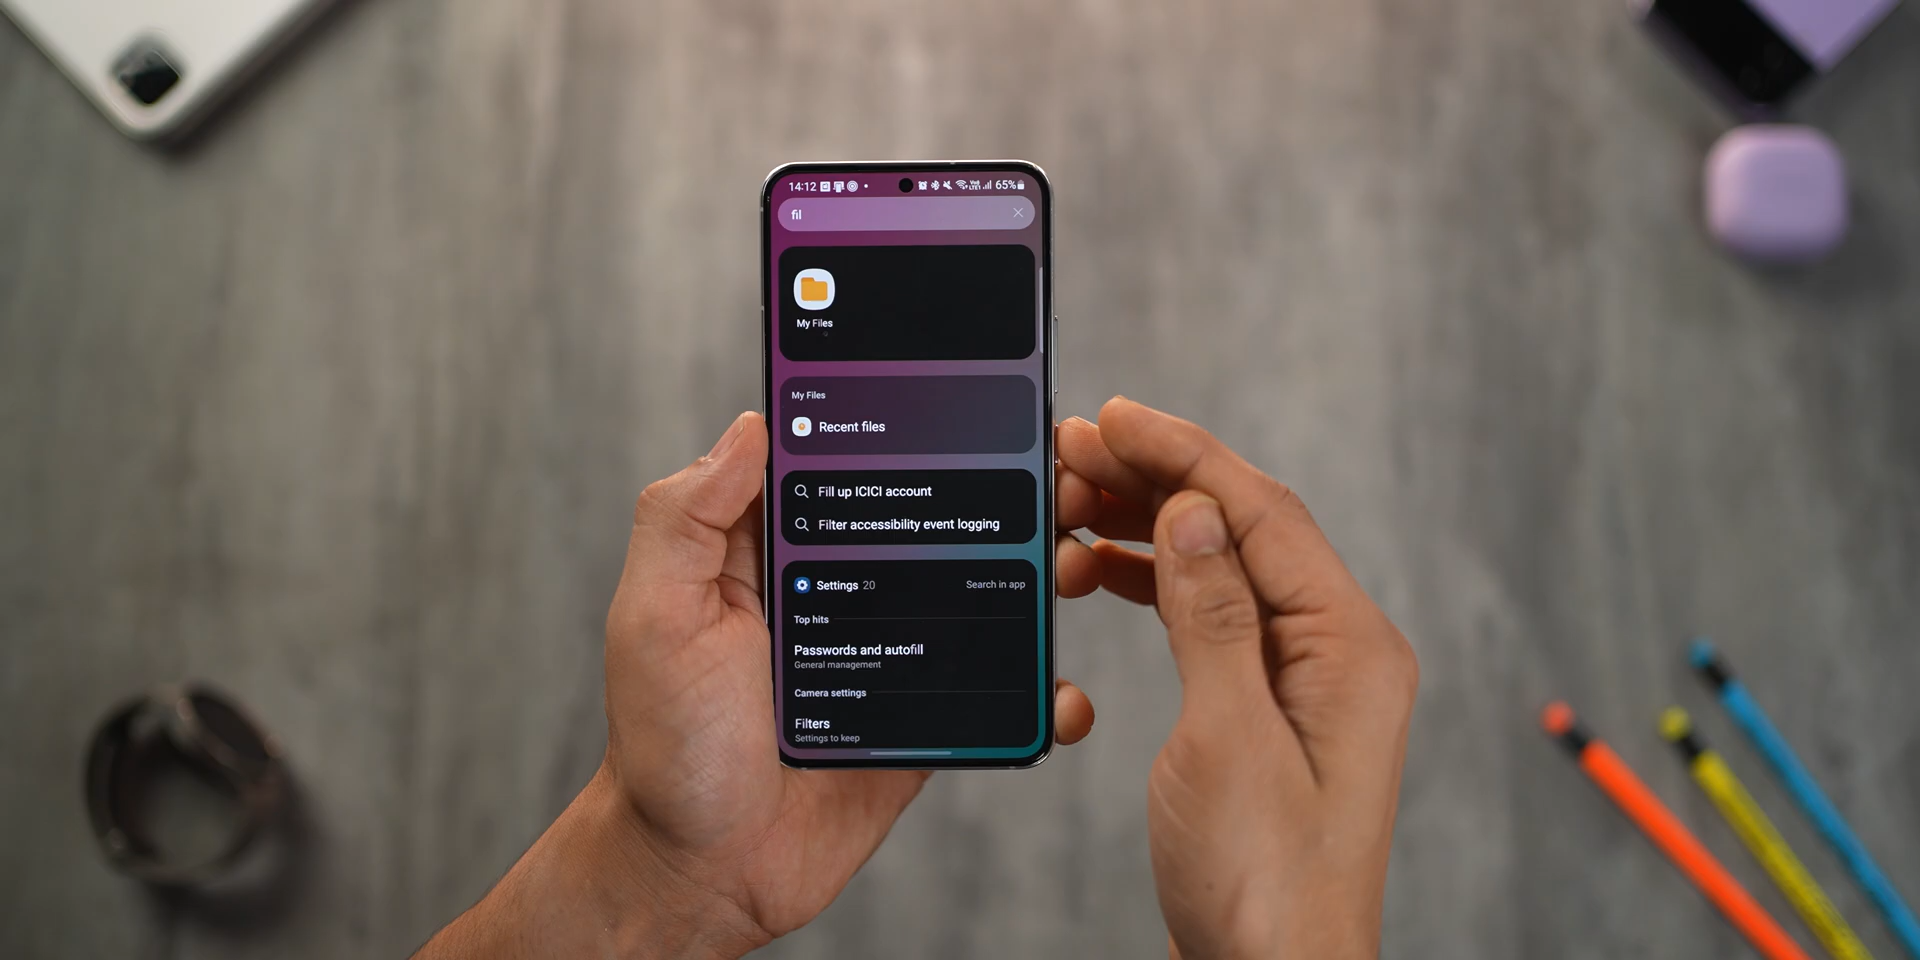 14:12 65%
fil
My Files
My Files
Recent files
Fill up ICICI account
Filter accessibility event logging
Settings 20 Search in app
Top hits
Passwords and autofill
General management
Camera settings
Filters
Settings to keep